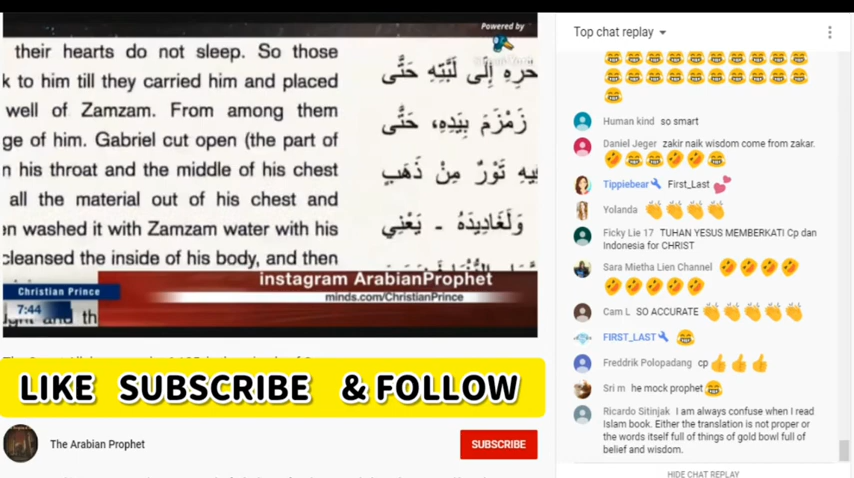 Powered by
their hearts do not sleep. So those
k to him till they carried him and placed
well of Zamzam. From among them
ge of him. Gabriel cut open (the part of
n his throat and the middle of his chest
all the material out of his chest and
en washed it with Zamzam water with his
cleansed the inside of his body, and then
نَحْرِهِ إِلَى لَبَّتِهِ حَتَّى
زَمْزَمَ بِيَدِهِ، حَتَّى
فِيهِ تَوْرٌ مِنْ ذَهَبٍ
وَلَغَادِيدَهُ - يَعْنِي
instagram ArabianProphet
minds.com/ChristianPrince
Christian Prince
7:44
and th
LIKE SUBSCRIBE & FOLLOW
The Arabian Prophet
SUBSCRIBE
Top chat replay
😂😂😂😂😂😂😂😂😂😂
😂😂😂😂😂😂😂😂😂😂
😂
Human kind so smart
Daniel Jeger zakir naik wisdom come from zakar.
🤣😂😂🤣🤣😂
Tippiebear🔧 First_Last 💕
Yolanda 👏👏👏👏
Ficky Lie 17 TUHAN YESUS MEMBERKATI Cp dan
Indonesia for CHRIST
Sara Mietha Lien Channel 🤣🤣🤣🤣
🤣🤣🤣🤣🤣
Cam L SO ACCURATE 👏👏👏👏👏
FIRST_LAST🔧 😂
Freddrik Polopadang cp 👍👍👍
Sri m he mock prophet😂
Ricardo Sitinjak I am always confuse when I read
Islam book. Either the translation is not proper or
the words itself full of things of gold bowl full of
belief and wisdom.
HIDE CHAT REPLAY